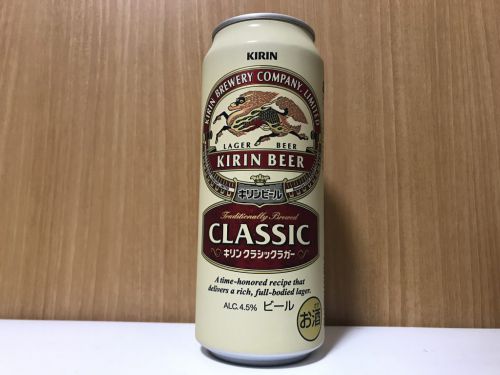 KIRIN
KIRIN BREWERY COMPANY, LIMITED
LAGER BEER
KIRIN BEER
キリンビール
Traditionally Brewed
CLASSIC
キリンクラシックラガー
A time-honored recipe that
delivers a rich, full-bodied lager.
ALC.4.5% ビール
お酒